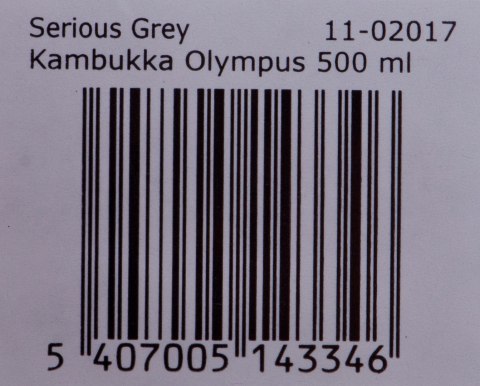 Serious Grey 11-02017
Kambukka Olympus 500 ml
5 407005 143346